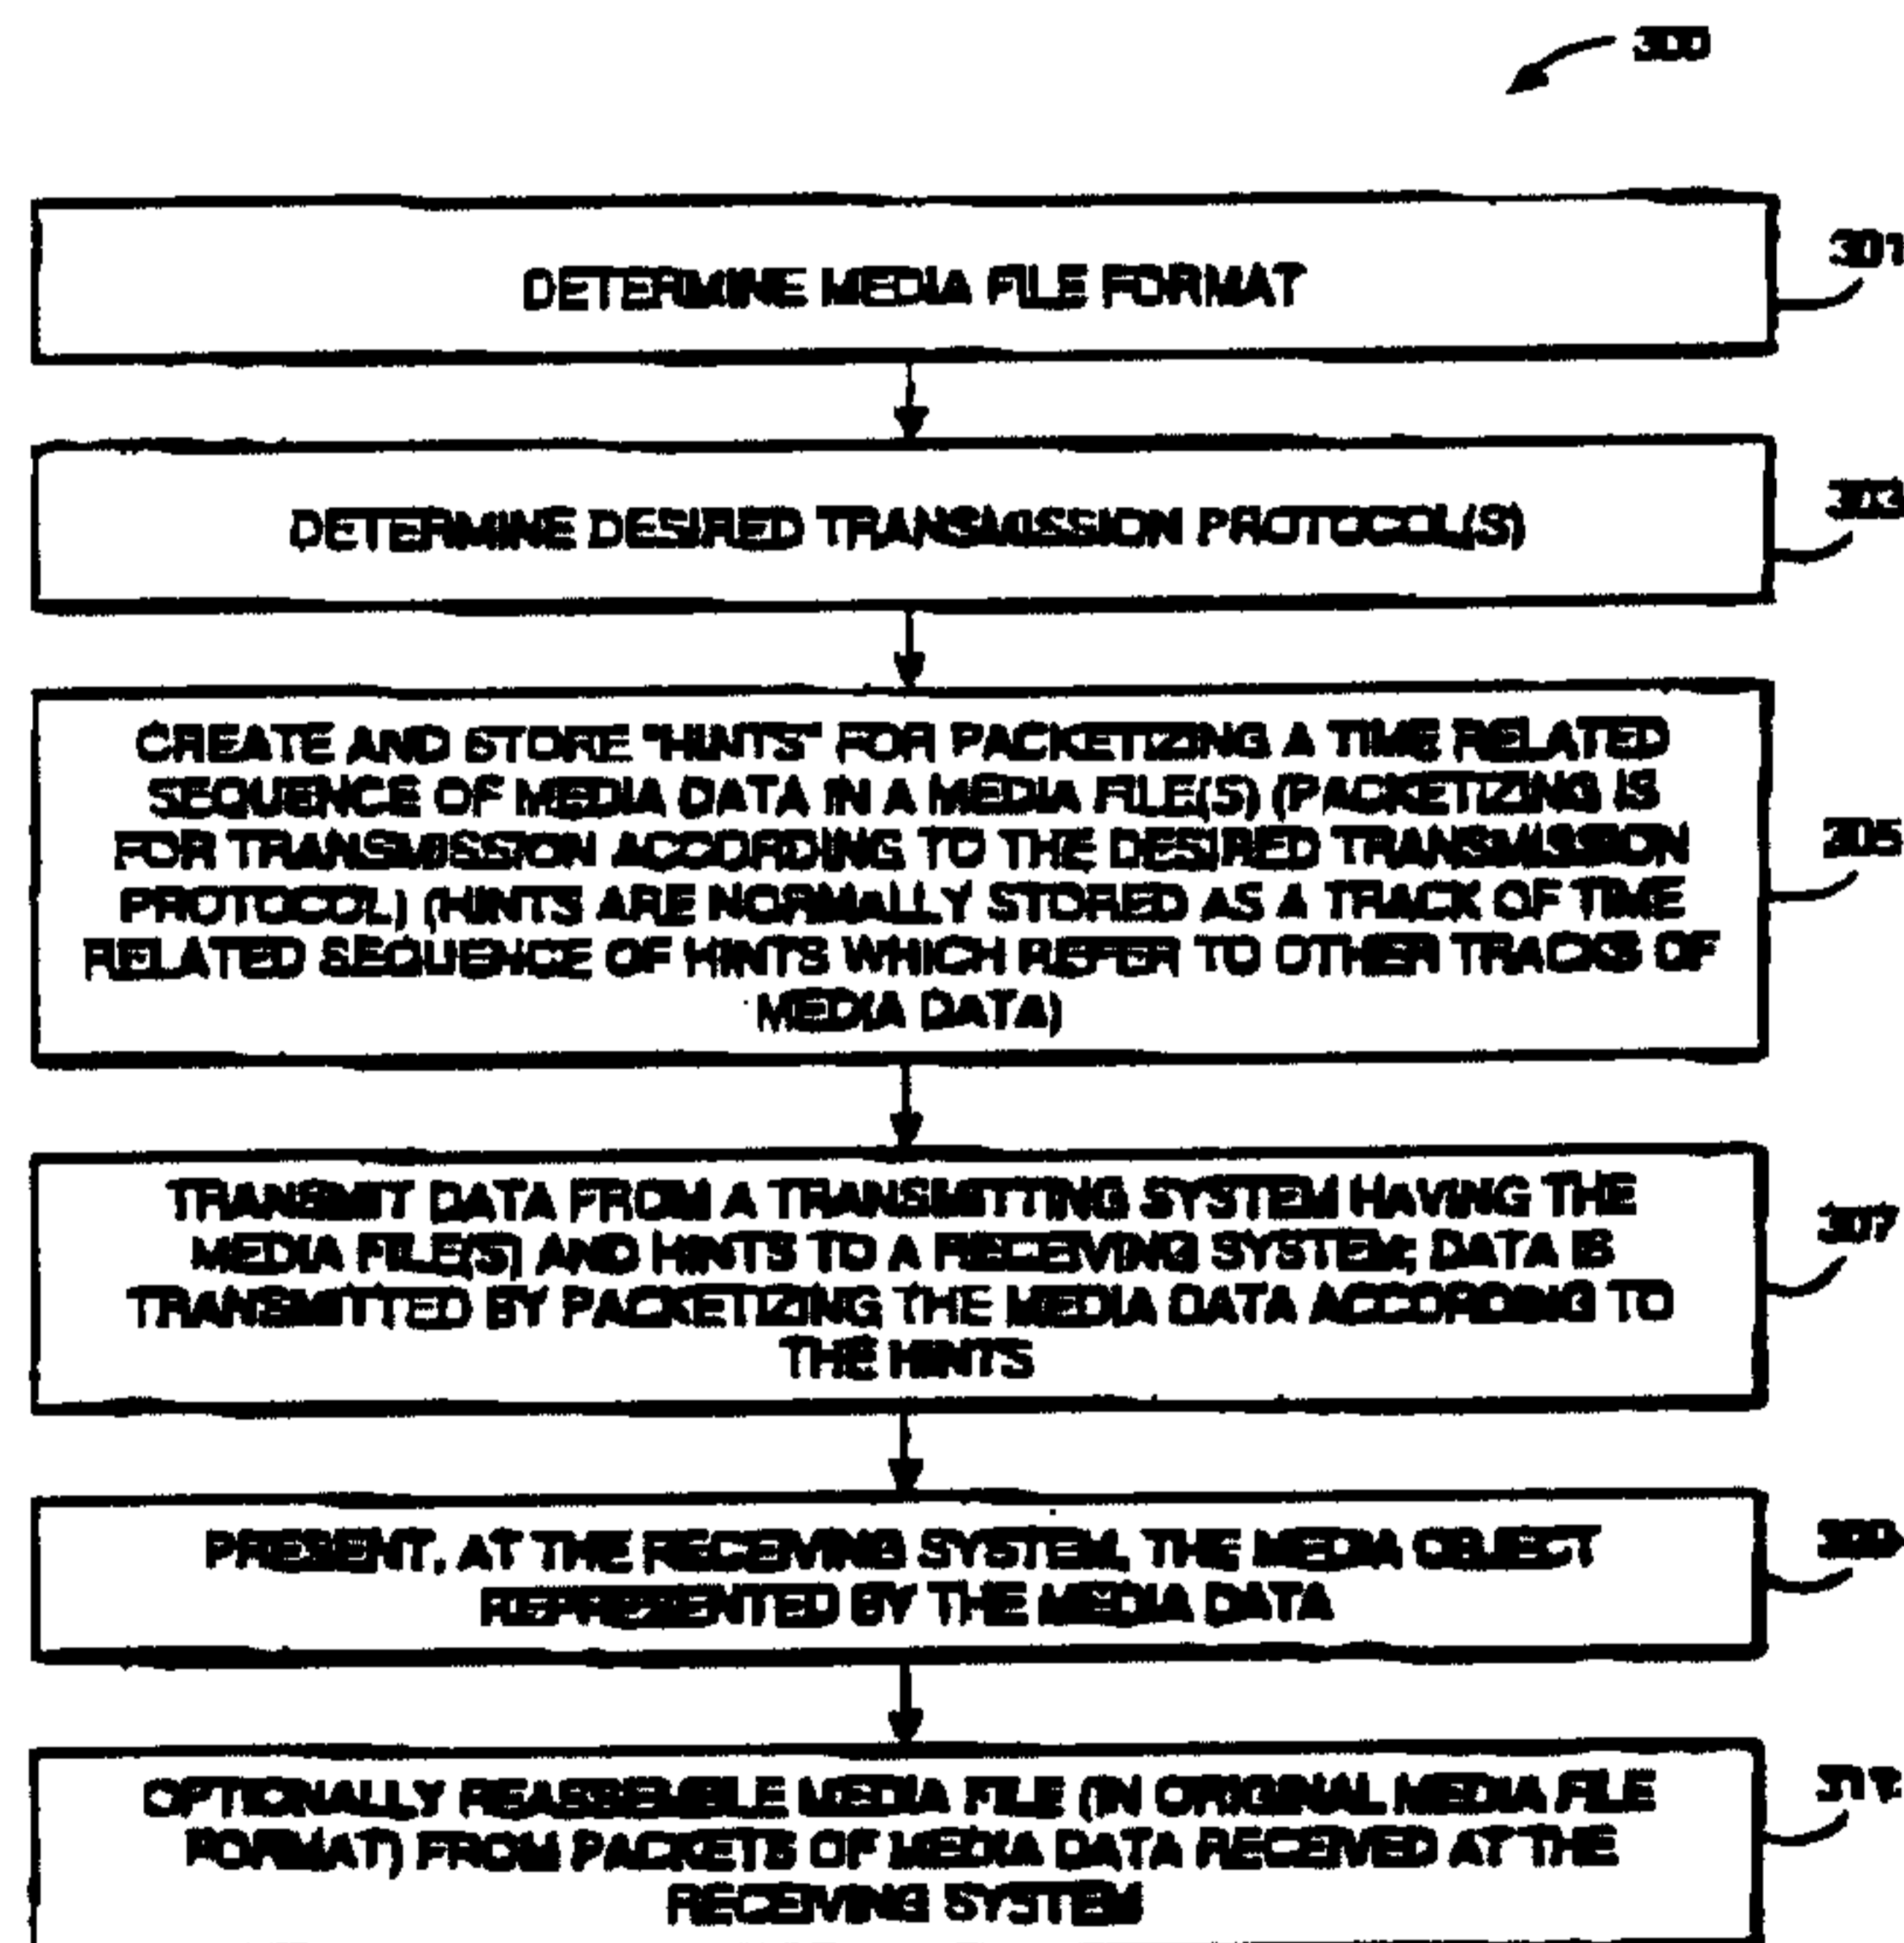 300
DETERMINE MEDIA FILE FORMAT
301
DETERMINE DESIRED TRANSMISSION PROTOCOL(S)
303
CREATE AND STORE "HINTS" FOR PACKETIZING A TIME RELATED
SEQUENCE OF MEDIA DATA IN A MEDIA FILE(S) (PACKETIZING IS
FOR TRANSMISSION ACCORDING TO THE DESIRED TRANSMISSION
PROTOCOL) (HINTS ARE NORMALLY STORED AS A TRACK OF TIME
RELATED SEQUENCE OF HINTS WHICH REFER TO OTHER TRACKS OF
MEDIA DATA)
TRANSMIT DATA FROM A TRANSMITTING SYSTEM HAVING THE
MEDIA FILE(S) AND HINTS TO A RECEIVING SYSTEM; DATA IS
TRANSMITTED BY PACKETIZING THE MEDIA DATA ACCORDING TO
THE HINTS
307
PRESENT, AT THE RECEIVING SYSTEM, THE MEDIA OBJECT
REPRESENTED BY THE MEDIA DATA
309
OPTIONALLY REASSEMBLE MEDIA FILE (IN ORIGINAL MEDIA FILE
FORMAT) FROM PACKETS OF MEDIA DATA RECEIVED AT THE
RECEIVING SYSTEM